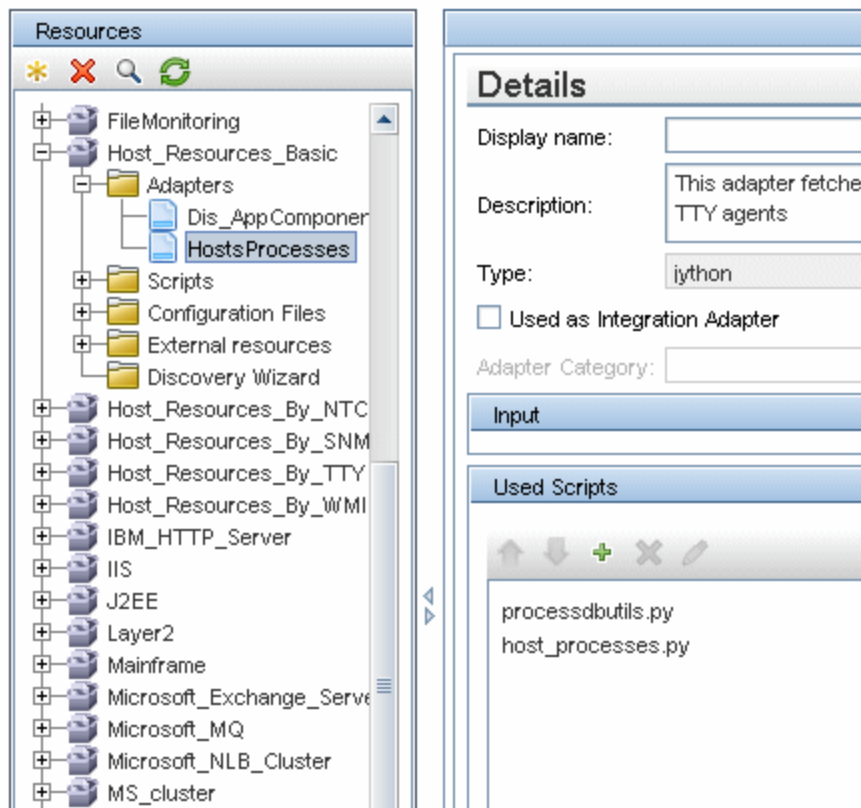 Resources
FileMonitoring
Host_Resources_Basic
Adapters
Dis_AppComponen
HostsProcesses
Scripts
Configuration Files
External resources
Discovery Wizard
Host_Resources_By_NTC
Host_Resources_By_SNM
Host_Resources_By_TTY
Host_Resources_By_WMI
IBM_HTTP_Server
IIS
J2EE
Layer2
Mainframe
Microsoft_Exchange_Serve
Microsoft_MQ
Microsoft_NLB_Cluster
MS_cluster
Details
Display name:
Description:
This adapter fetche
TTY agents
Type:
jython
Used as Integration Adapter
Adapter Category:
Input
Used Scripts
processdbutils.py
host_processes.py